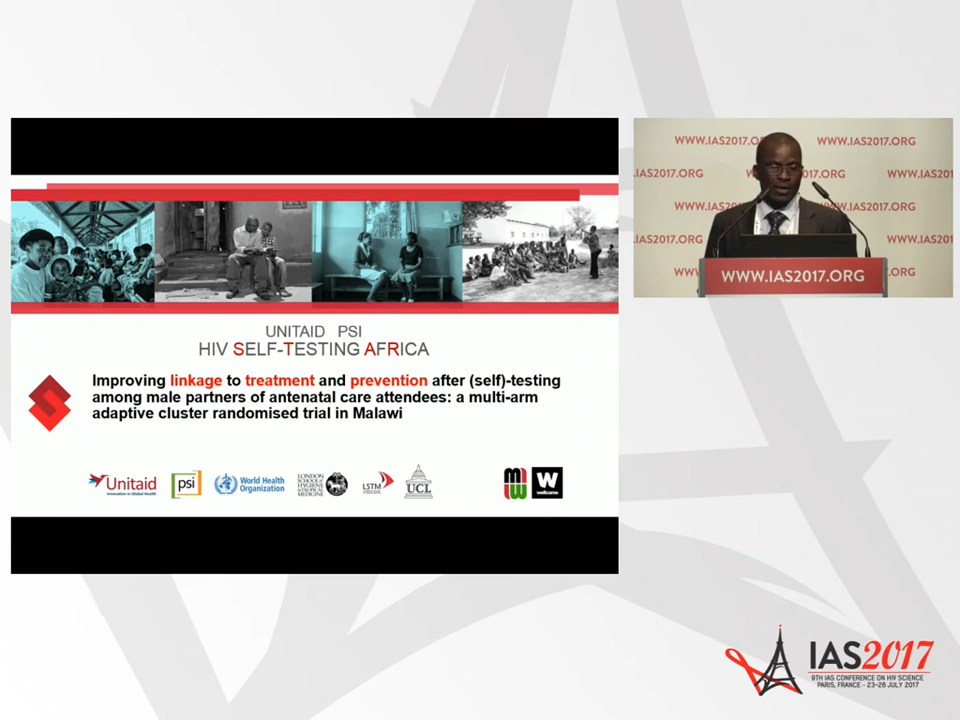 UNITAID PSI
HIV SELF-TESTING AFRICA
Improving linkage to treatment and prevention after (self)-testing
among male partners of antenatal care attendees: a multi-arm
adaptive cluster randomised trial in Malawi
Unitaid
Innovation in Global Health
psi
World Health
Organization
LONDON
SCHOOL of
HYGIENE
&TROPICAL
MEDICINE
LSTM
UCL
W
wellcome
WWW.IAS2017.ORG
WWW.IAS2017.ORG
.IAS2017.ORG
.ORG
WWW.IAS201
WWW.IAS2017
.IAS2017.ORG
.IAS2017.ORG
WWW.IAS201
WW
.ORG
WWW.IAS2017.ORG
IAS2017
9TH IAS CONFERENCE ON HIV SCIENCE
PARIS, FRANCE - 23-26 JULY 2017